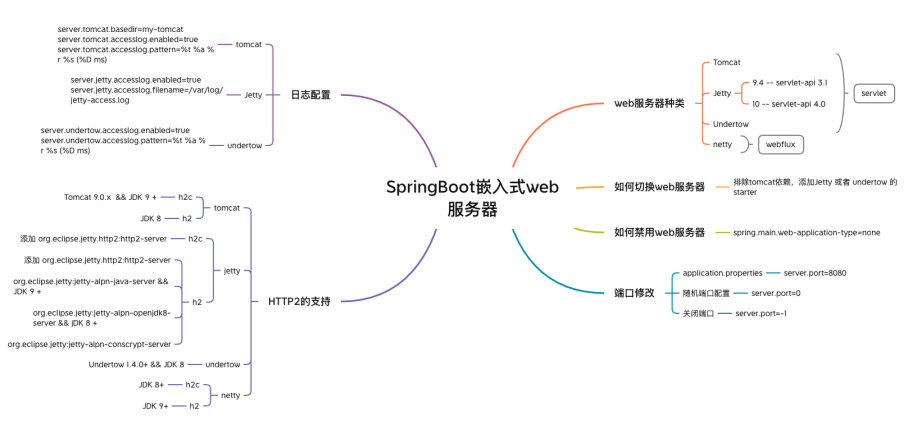 SpringBoot嵌入式web
服务器
日志配置
tomcat
server.tomcat.basedir=my-tomcat
server.tomcat.accesslog.enabled=true
server.tomcat.accesslog.pattern=%t %a %
r %s (%D ms)
Jetty
server.jetty.accesslog.enabled=true
server.jetty.accesslog.filename=/var/log/
jetty-access.log
undertow
server.undertow.accesslog.enabled=true
server.undertow.accesslog.pattern=%t %a %
r %s (%D ms)
HTTP2的支持
tomcat
h2c
Tomcat 9.0.x && JDK 9 +
h2
JDK 8
jetty
h2c
添加 org.eclipse.jetty.http2:http2-server
h2
添加 org.eclipse.jetty.http2:http2-server
org.eclipse.jetty:jetty-alpn-java-server &&
JDK 9 +
org.eclipse.jetty:jetty-alpn-openjdk8-
server && jDK 8 +
org.eclipse.jetty:jetty-alpn-conscrypt-server
undertow
Undertow 1.4.0+ && JDK 8
netty
h2c
JDK 8+
h2
JDK 9+
web服务器种类
Tomcat
Jetty
9.4 -- servlet-api 3.1
10 -- servlet-api 4.0
Undertow
servlet
netty
webflux
如何切换web服务器
排除tomcat依赖，添加Jetty 或者 undertow 的
starter
如何禁用web服务器
spring.main.web-application-type=none
端口修改
application.properties
server.port=8080
随机端口配置
server.port=0
关闭端口
server.port=-1